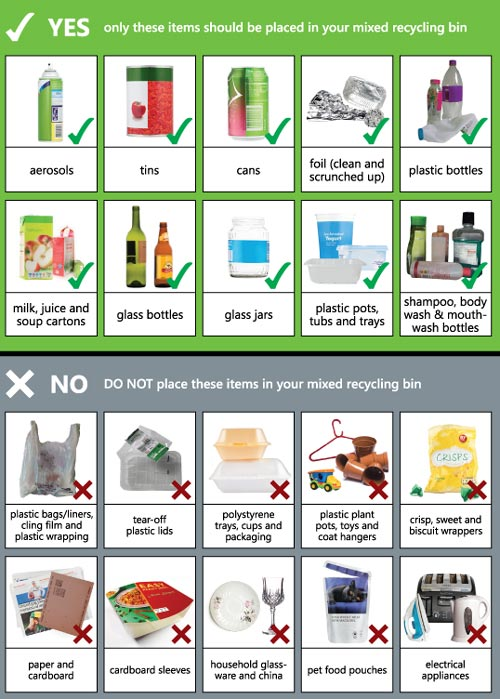 YES only these items should be placed in your mixed recycling bin
aerosols
tins
cans
foil (clean and
scrunched up)
plastic bottles
Yogurt
milk, juice and
soup cartons
glass bottles
glass jars
plastic pots,
tubs and trays
shampoo, body
wash & mouth-
wash bottles
NO DO NOT place these items in your mixed recycling bin
CRISPS
plastic bags/liners,
cling film and
plastic wrapping
tear-off
plastic lids
polystyrene
trays, cups and
packaging
plastic plant
pots, toys and
coat hangers
crisp, sweet and
biscuit wrappers
EASY
paper and
cardboard
cardboard sleeves
household glass-
ware and china
pet food pouches
electrical
appliances